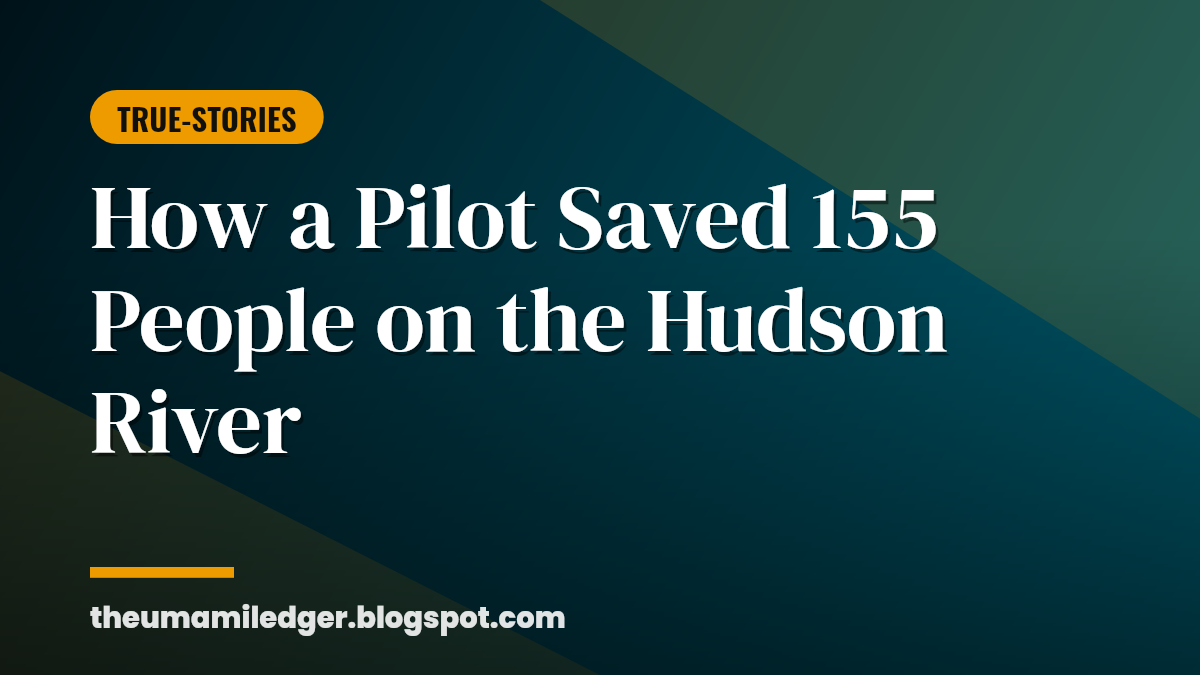 TRUE-STORIES
How a Pilot Saved 155
People on the Hudson
River
theumamiledger.blogspot.com